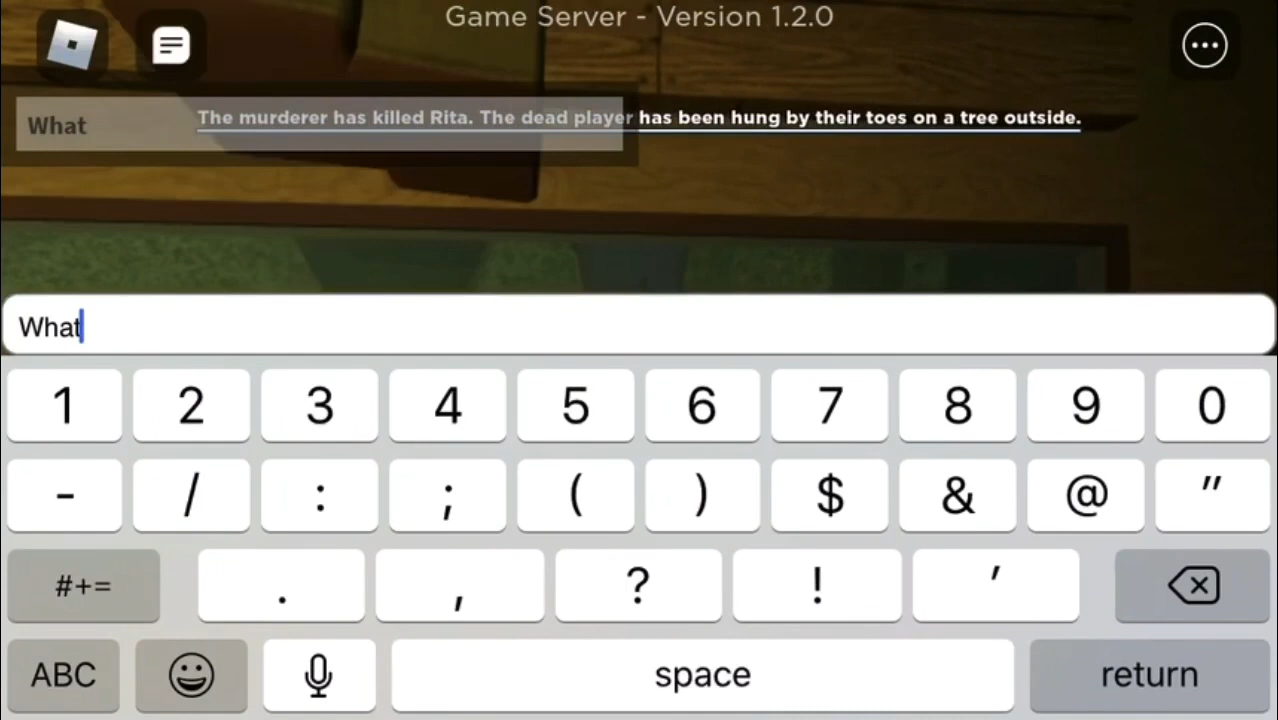 Game Server - Version 1.2.0
The murderer has killed Rita. The dead player has been hung by their toes on a tree outside.
What
What
1 2 3 4 5 6 7 8 9 0
- / : ; ( ) $ & @ "
#+= . , ? ! '
ABC space return